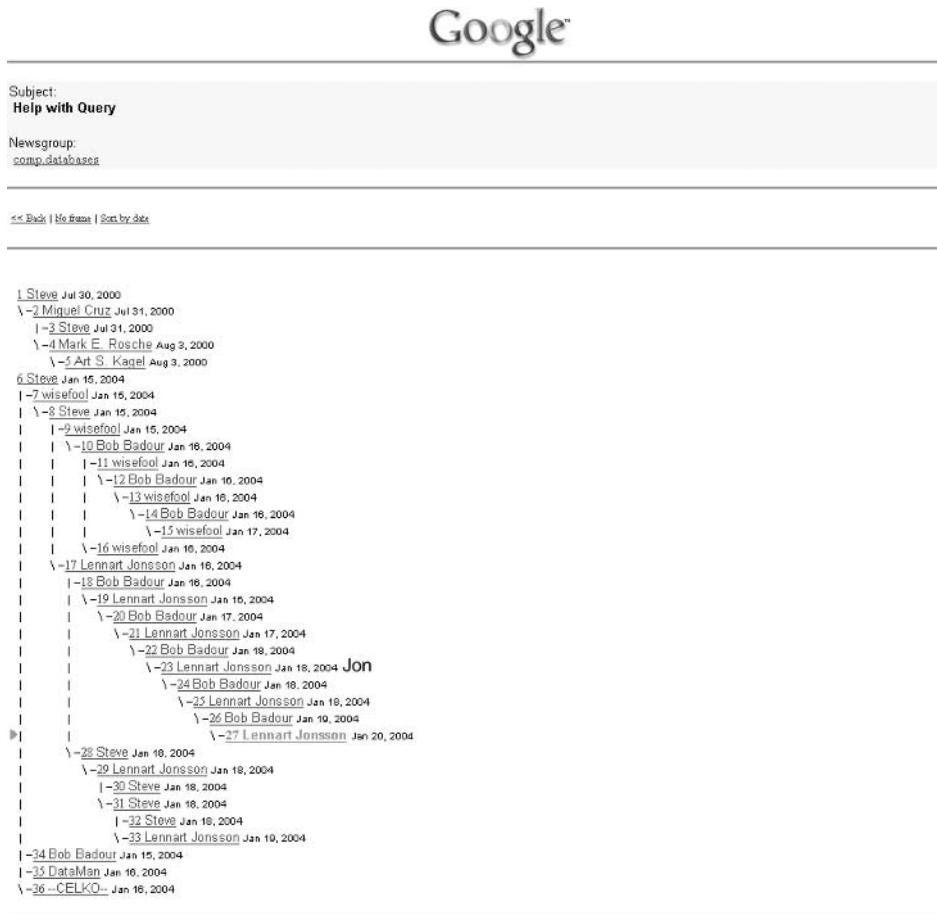 Google™
Subject:
Help with Query
Newsgroup:
comp.databases
<< Back | No frame | Sort by date
1 Steve Jul 30, 2000
\-2 Miguel Cruz Jul 31, 2000
|-3 Steve Jul 31, 2000
\-4 Mark E. Rosche Aug 3, 2000
\-5 Art S. Kagel Aug 3, 2000
6 Steve Jan 15, 2004
|-7 wisefool Jan 15, 2004
| \-8 Steve Jan 15, 2004
| |-9 wisefool Jan 15, 2004
| | \-10 Bob Badour Jan 16, 2004
| | |-11 wisefool Jan 16, 2004
| | | \-12 Bob Badour Jan 16, 2004
| | | \-13 wisefool Jan 16, 2004
| | | \-14 Bob Badour Jan 16, 2004
| | | \-15 wisefool Jan 17, 2004
| | \-16 wisefool Jan 16, 2004
| \-17 Lennart Jonsson Jan 16, 2004
| |-18 Bob Badour Jan 16, 2004
| | \-19 Lennart Jonsson Jan 16, 2004
| | \-20 Bob Badour Jan 17, 2004
| | \-21 Lennart Jonsson Jan 17, 2004
| | \-22 Bob Badour Jan 18, 2004
| | \-23 Lennart Jonsson Jan 18, 2004 Jon
| | \-24 Bob Badour Jan 18, 2004
| | \-25 Lennart Jonsson Jan 18, 2004
| | \-26 Bob Badour Jan 19, 2004
| | \-27 Lennart Jonsson Jan 20, 2004
| \-28 Steve Jan 18, 2004
| \-29 Lennart Jonsson Jan 18, 2004
| |-30 Steve Jan 18, 2004
| \-31 Steve Jan 18, 2004
| |-32 Steve Jan 18, 2004
| \-33 Lennart Jonsson Jan 19, 2004
|-34 Bob Badour Jan 15, 2004
|-35 DataMan Jan 16, 2004
\-36 --CELKO-- Jan 16, 2004